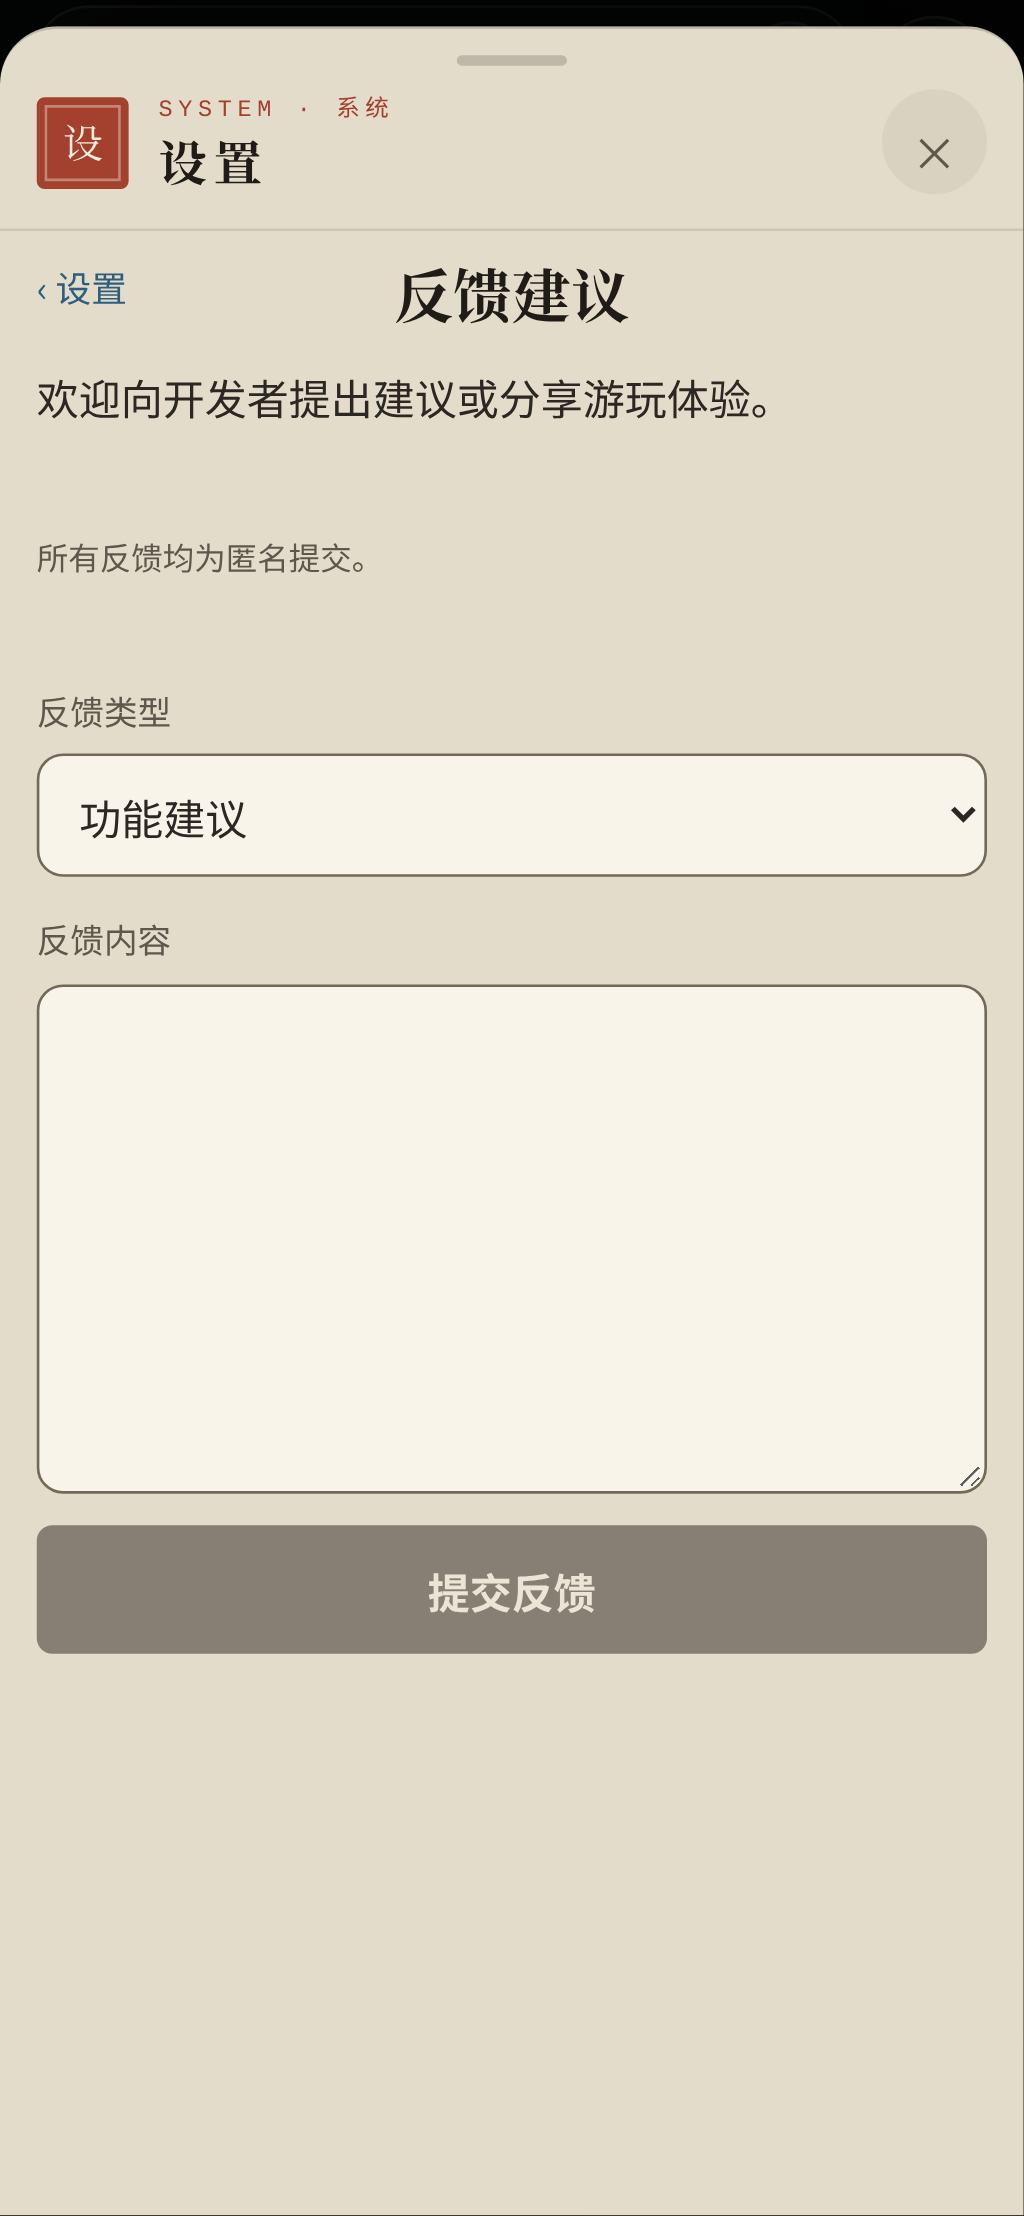 设
SYSTEM · 系统
设置
‹ 设置
反馈建议
欢迎向开发者提出建议或分享游玩体验。
所有反馈均为匿名提交。
反馈类型
功能建议
反馈内容
提交反馈